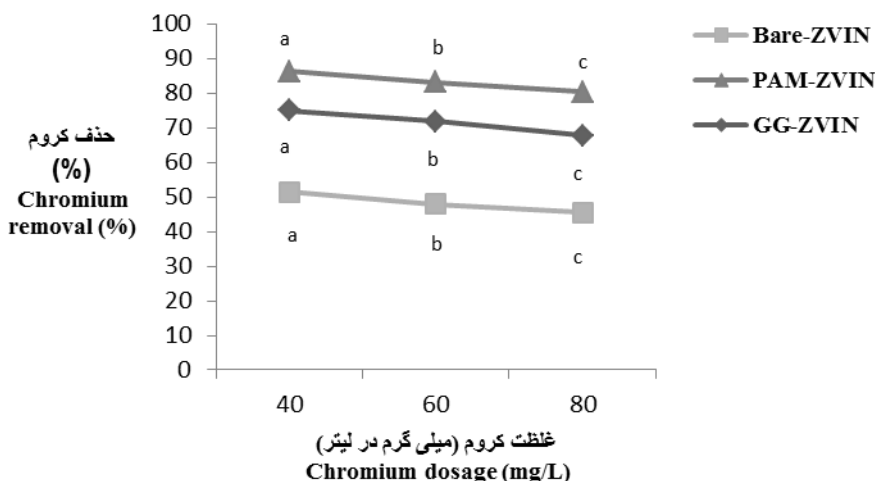 100
90
80
70
60
50
40
30
20
10
0
a
b
c
a
b
c
a
b
c
40
60
80
حذف کروم
(%)
Chromium
removal (%)
غلظت کروم (میلی گرم در لیتر)
Chromium dosage (mg/L)
Bare-ZVIN
PAM-ZVIN
GG-ZVIN